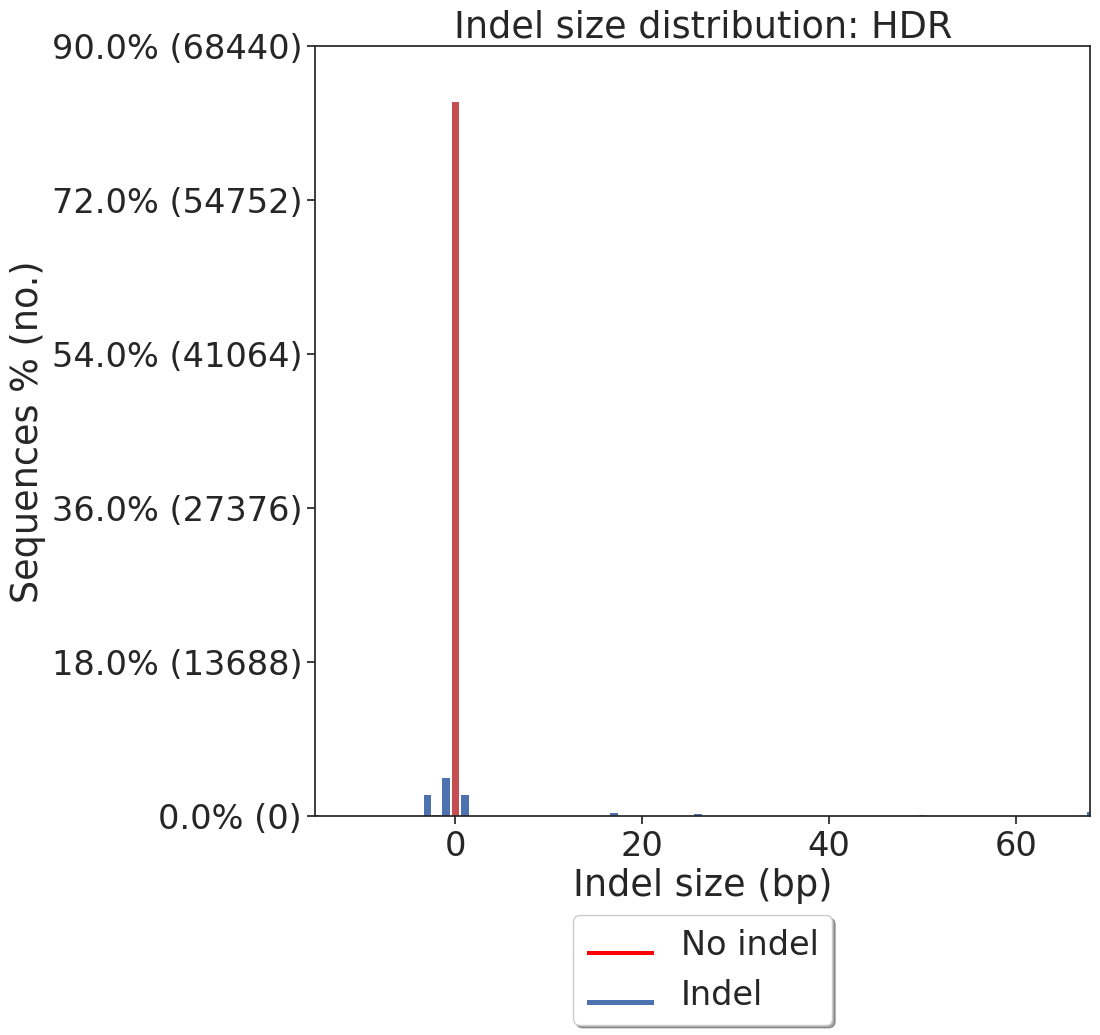 Indel size distribution: HDR
90.0% (68440)
72.0% (54752)
54.0% (41064)
36.0% (27376)
18.0% (13688)
0.0% (0)
Sequences % (no.)
0 20 40 60
Indel size (bp)
No indel
Indel